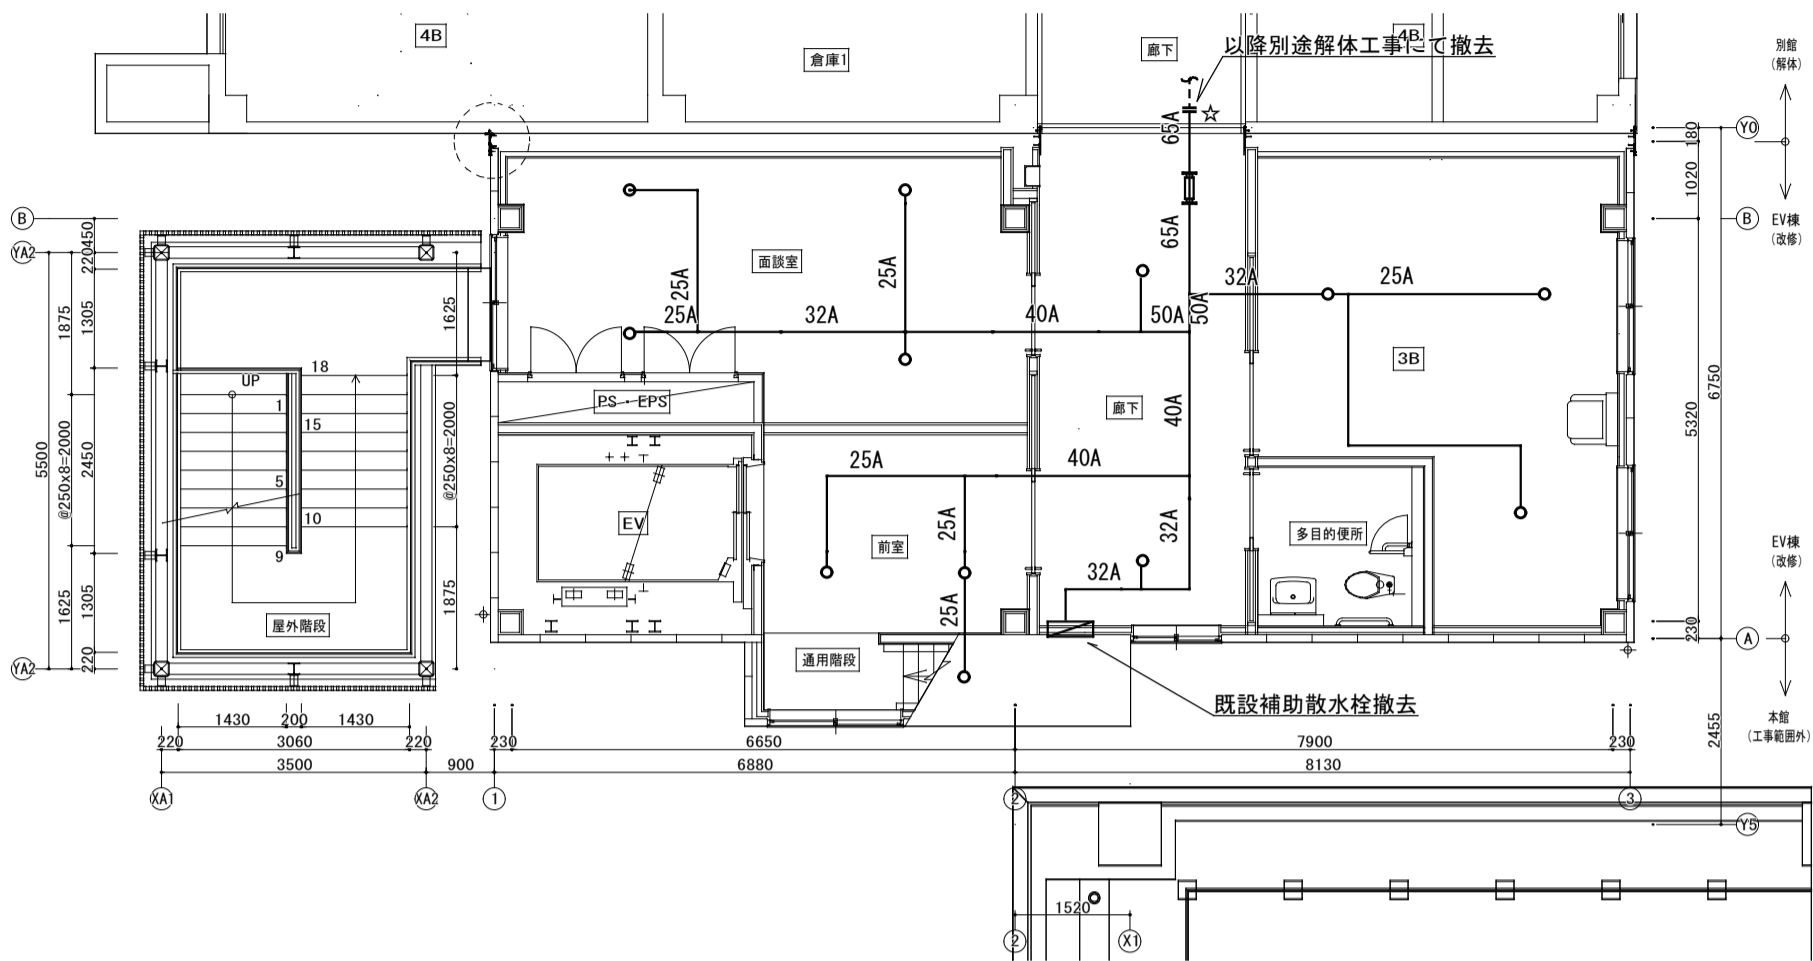 4B
倉庫1
廊下
4B
以降別途解体工事にて撤去
別館
（解体）
65A
☆
Y0
180
1020
B
450
B
EV棟
（改修）
YA2
220
65A
面談室
25A
25A
32A
25A
1875
1305
1625
25A
32A
40A
50A
50A
3B
6750
5320
18
UP
1
15
PS・EPS
廊下
40A
5500
@250x8=2000
2450
@250x8=2000
25A
40A
5
10
9
EV
25A
32A
前室
多目的便所
EV棟
（改修）
1625
1305
1875
32A
25A
屋外階段
230
A
220
YA2
通用階段
既設補助散水栓撤去
本館
（工事範囲外）
2455
1430
200
1430
220
3060
220
230
6650
7900
230
3500
900
6880
8130
XA1
XA2
1
2
3
Y5
1520
2
X1